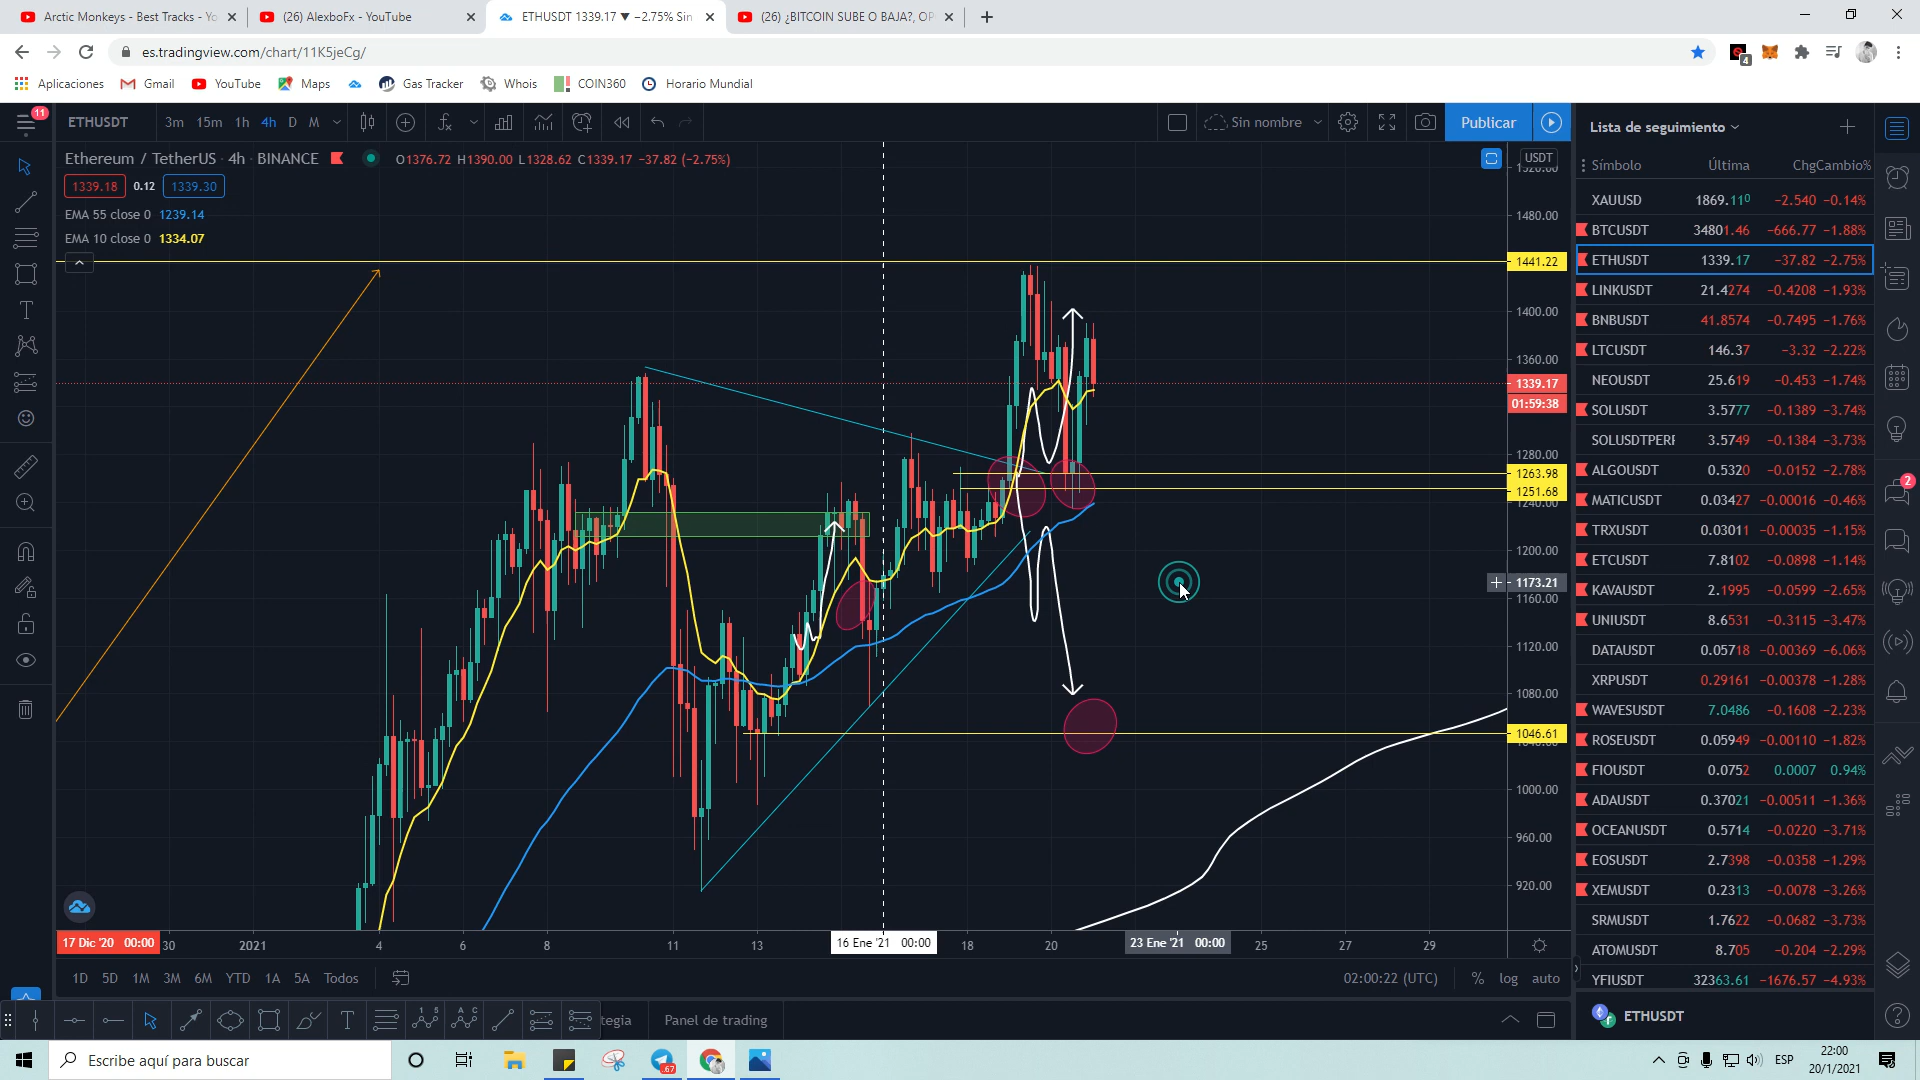 Arctic Monkeys - Best Tracks - Yo
(26) AlexboFx - YouTube
ETHUSDT 1339.17 ▼ −2.75% Sin
(26) ¿BITCOIN SUBE O BAJA?, OP
es.tradingview.com/chart/11K5jeCg/
4
Aplicaciones Gmail YouTube Maps Gas Tracker Whois COIN360 Horario Mundial
11
ETHUSDT 3m 15m 1h 4h D M Sin nombre Publicar
Ethereum / TetherUS · 4h · BINANCE O1376.72 H1390.00 L1328.62 C1339.17 −37.82 (−2.75%)
1339.18 0.12 1339.30
EMA 55 close 0 1239.14
EMA 10 close 0 1334.07
USDT
1480.00
1441.22
1400.00
1360.00
1339.17
01:59:38
1280.00
1263.98
1251.68
1240.00
1200.00
1173.21
1160.00
1120.00
1080.00
1046.61
1000.00
960.00
920.00
17 Dic '20 00:00 30 2021 4 6 8 11 13 16 Ene '21 00:00 18 20 23 Ene '21 00:00 25 27 29
1D 5D 1M 3M 6M YTD 1A 5A Todos 02:00:22 (UTC) % log auto
tegia Panel de trading
Lista de seguimiento
Símbolo Última Chg Cambio%
XAUUSD 1869.110 −2.540 −0.14%
BTCUSDT 34801.46 −666.77 −1.88%
ETHUSDT 1339.17 −37.82 −2.75%
LINKUSDT 21.4274 −0.4208 −1.93%
BNBUSDT 41.8574 −0.7495 −1.76%
LTCUSDT 146.37 −3.32 −2.22%
NEOUSDT 25.619 −0.453 −1.74%
SOLUSDT 3.5777 −0.1389 −3.74%
SOLUSDTPERP 3.5749 −0.1384 −3.73%
ALGOUSDT 0.5320 −0.0152 −2.78%
MATICUSDT 0.03427 −0.00016 −0.46%
TRXUSDT 0.03011 −0.00035 −1.15%
ETCUSDT 7.8102 −0.0898 −1.14%
KAVAUSDT 2.1995 −0.0599 −2.65%
UNIUSDT 8.6531 −0.3115 −3.47%
DATAUSDT 0.05718 −0.00369 −6.06%
XRPUSDT 0.29161 −0.00378 −1.28%
WAVESUSDT 7.0486 −0.1608 −2.23%
ROSEUSDT 0.05949 −0.00110 −1.82%
FIOUSDT 0.0752 0.0007 0.94%
ADAUSDT 0.37021 −0.00511 −1.36%
OCEANUSDT 0.5714 −0.0220 −3.71%
EOSUSDT 2.7398 −0.0358 −1.29%
XEMUSDT 0.2313 −0.0078 −3.26%
SRMUSDT 1.7622 −0.0682 −3.73%
ATOMUSDT 8.705 −0.204 −2.29%
YFIUSDT 32363.61 −1676.57 −4.93%
ETHUSDT
2
Escribe aquí para buscar
67
ESP
22:00
20/1/2021